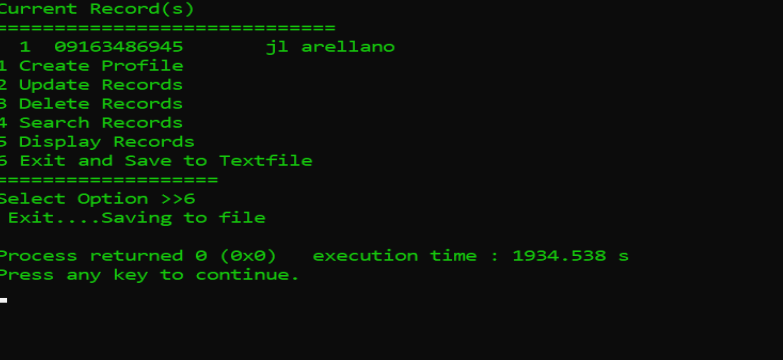 Current Record(s)
=============================
1 09163486945 jl arellano
1 Create Profile
2 Update Records
3 Delete Records
4 Search Records
5 Display Records
6 Exit and Save to Textfile
===================
Select Option >>6
Exit....Saving to file
Process returned 0 (0x0) execution time : 1934.538 s
Press any key to continue.